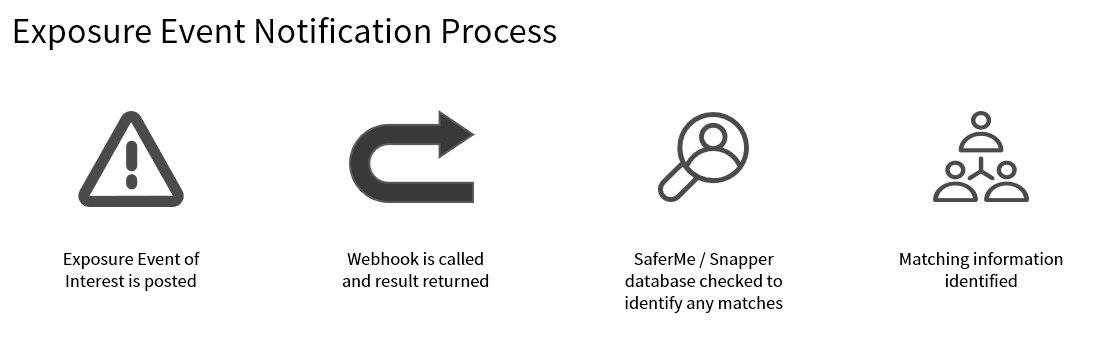 Exposure Event Notification Process
Exposure Event of
Interest is posted
Webhook is called
and result returned
SaferMe / Snapper
database checked to
identify any matches
Matching information
identified